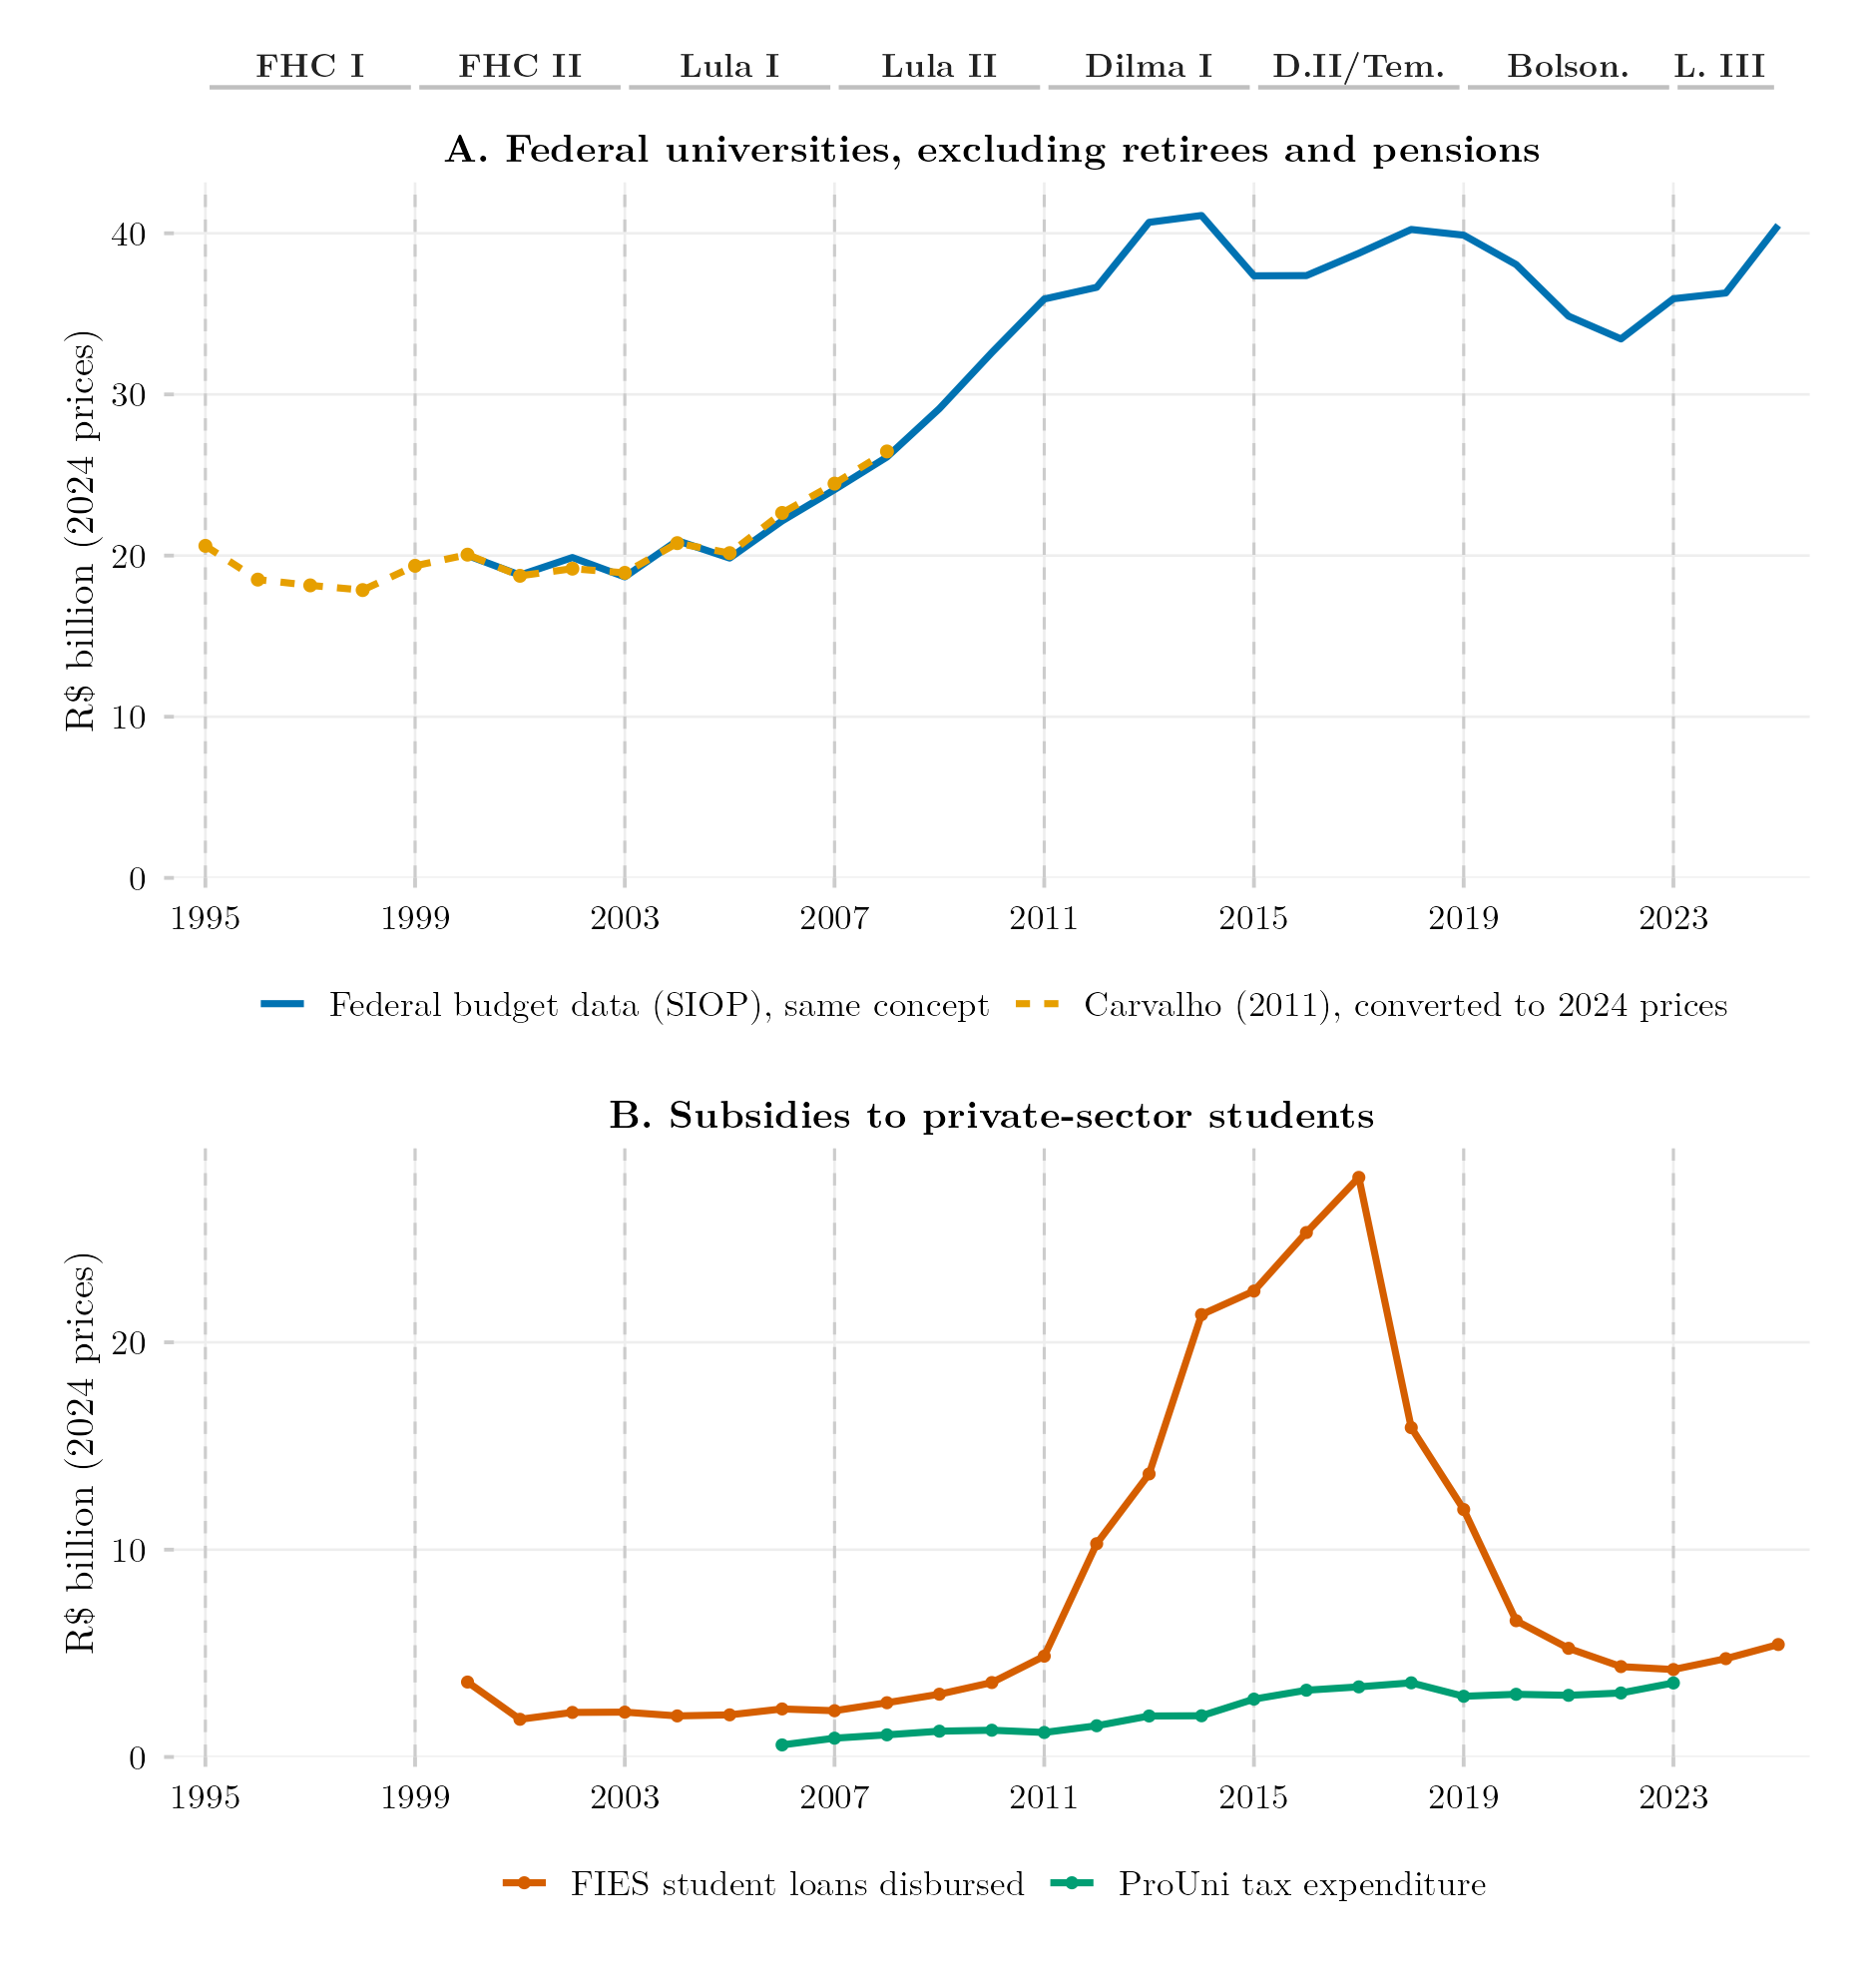 FHC I FHC II Lula I Lula II Dilma I D.II/Tem. Bolson. L. III
A. Federal universities, excluding retirees and pensions
R$ billion (2024 prices)
40
30
20
10
0
1995 1999 2003 2007 2011 2015 2019 2023
Federal budget data (SIOP), same concept Carvalho (2011), converted to 2024 prices
B. Subsidies to private-sector students
R$ billion (2024 prices)
20
10
0
1995 1999 2003 2007 2011 2015 2019 2023
FIES student loans disbursed ProUni tax expenditure